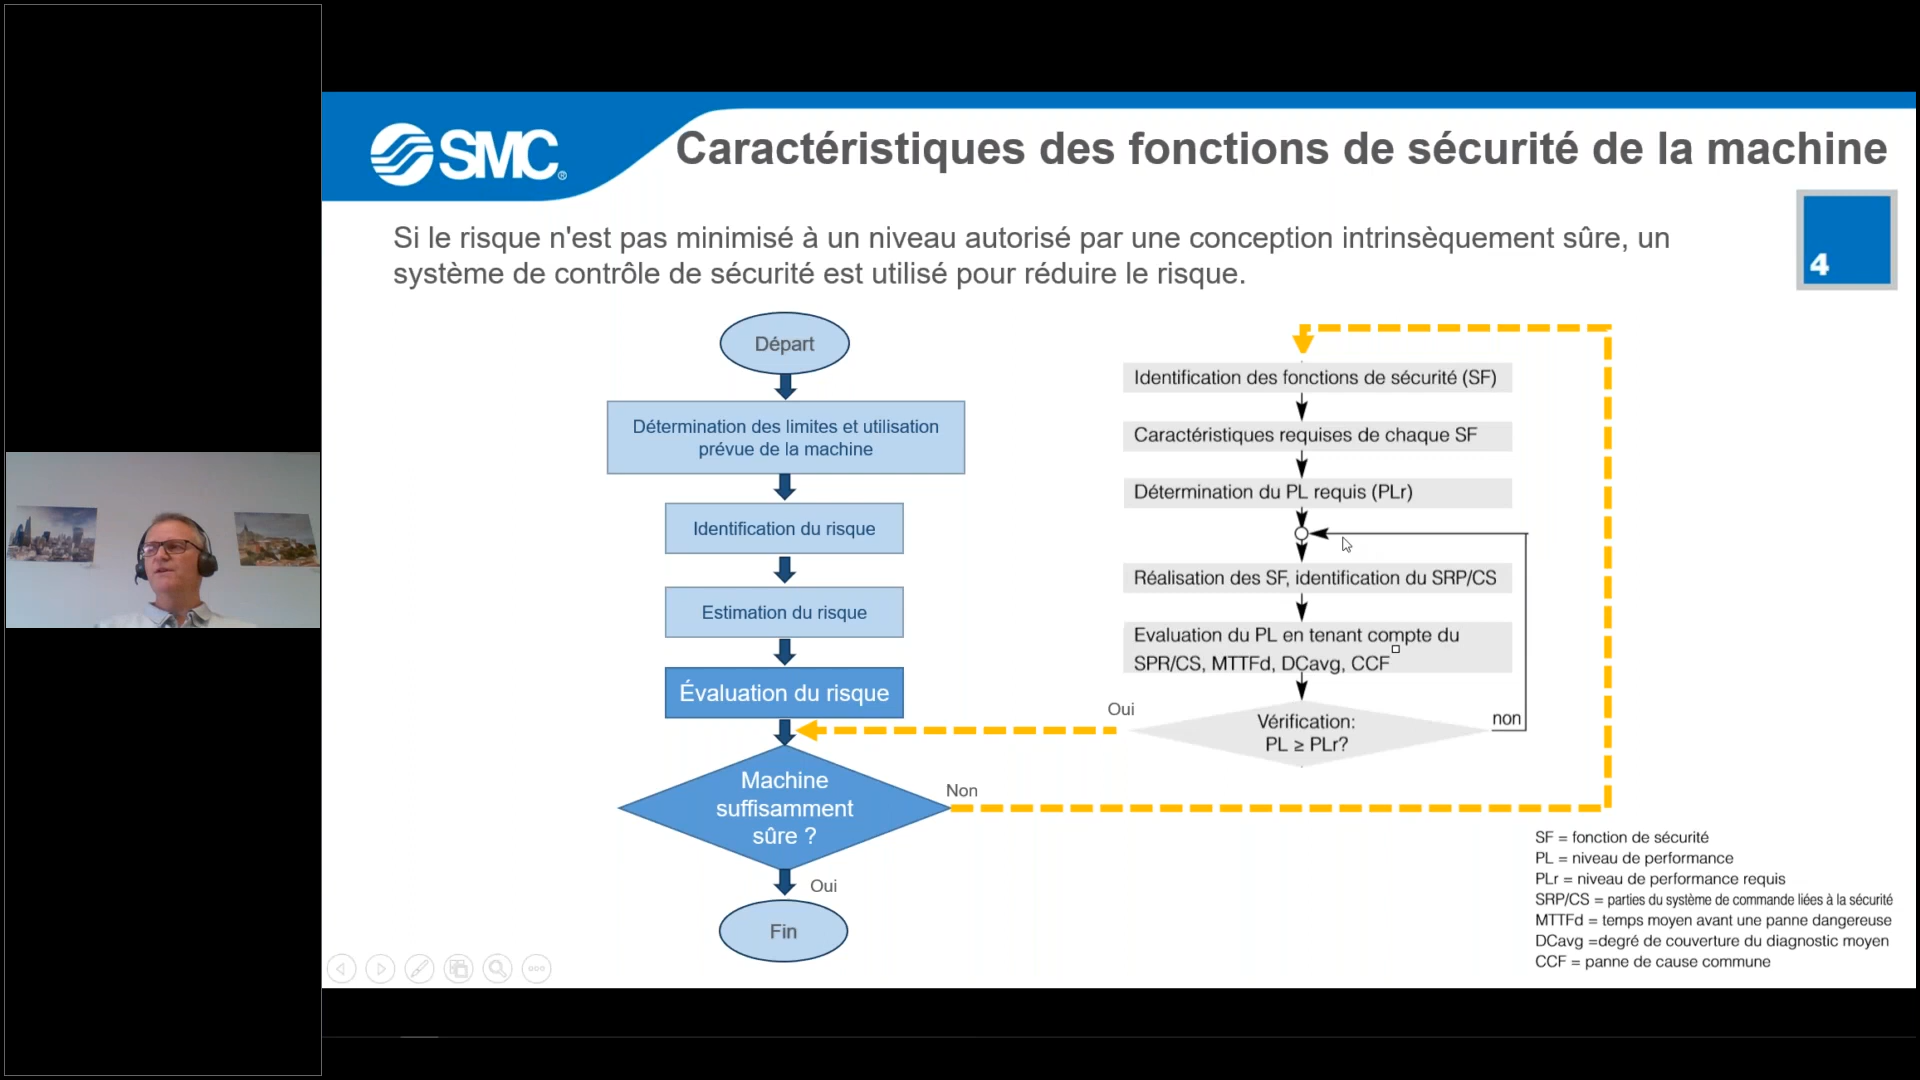 SMC®
Caractéristiques des fonctions de sécurité de la machine
Si le risque n'est pas minimisé à un niveau autorisé par une conception intrinsèquement sûre, un
système de contrôle de sécurité est utilisé pour réduire le risque.
4
Départ
Détermination des limites et utilisation
prévue de la machine
Identification du risque
Estimation du risque
Évaluation du risque
Machine
suffisamment
sûre ?
Non
Oui
Fin
Identification des fonctions de sécurité (SF)
Caractéristiques requises de chaque SF
Détermination du PL requis (PLr)
Réalisation des SF, identification du SRP/CS
Evaluation du PL en tenant compte du
SPR/CS, MTTFd, DCavg, CCF
Oui
Vérification:
PL ≥ PLr?
non
SF = fonction de sécurité
PL = niveau de performance
PLr = niveau de performance requis
SRP/CS = parties du système de commande liées à la sécurité
MTTFd = temps moyen avant une panne dangereuse
DCavg =degré de couverture du diagnostic moyen
CCF = panne de cause commune